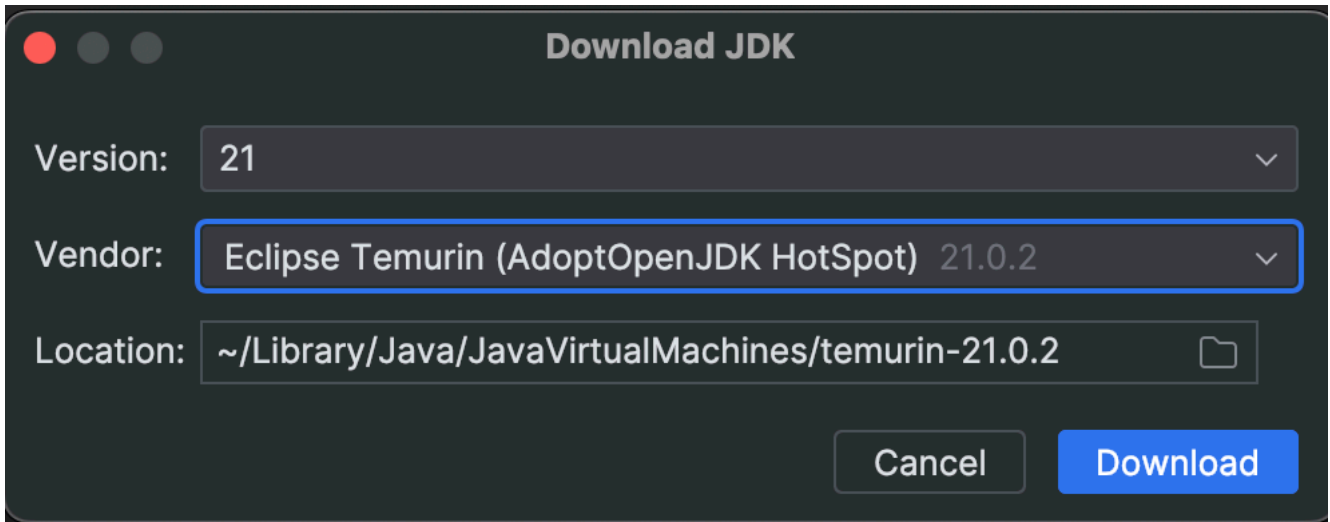 Download JDK
Version: 21
Vendor: Eclipse Temurin (AdoptOpenJDK HotSpot) 21.0.2
Location: ~/Library/Java/JavaVirtualMachines/temurin-21.0.2
Cancel Download